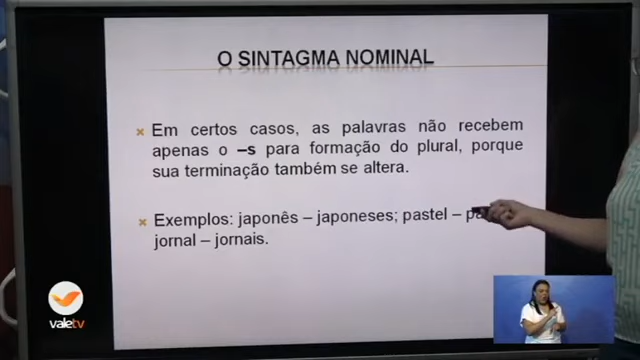 O SINTAGMA NOMINAL
Em certos casos, as palavras não recebem
apenas o –s para formação do plural, porque
sua terminação também se altera.
Exemplos: japonês – japoneses; pastel –
jornal – jornais.
valetv